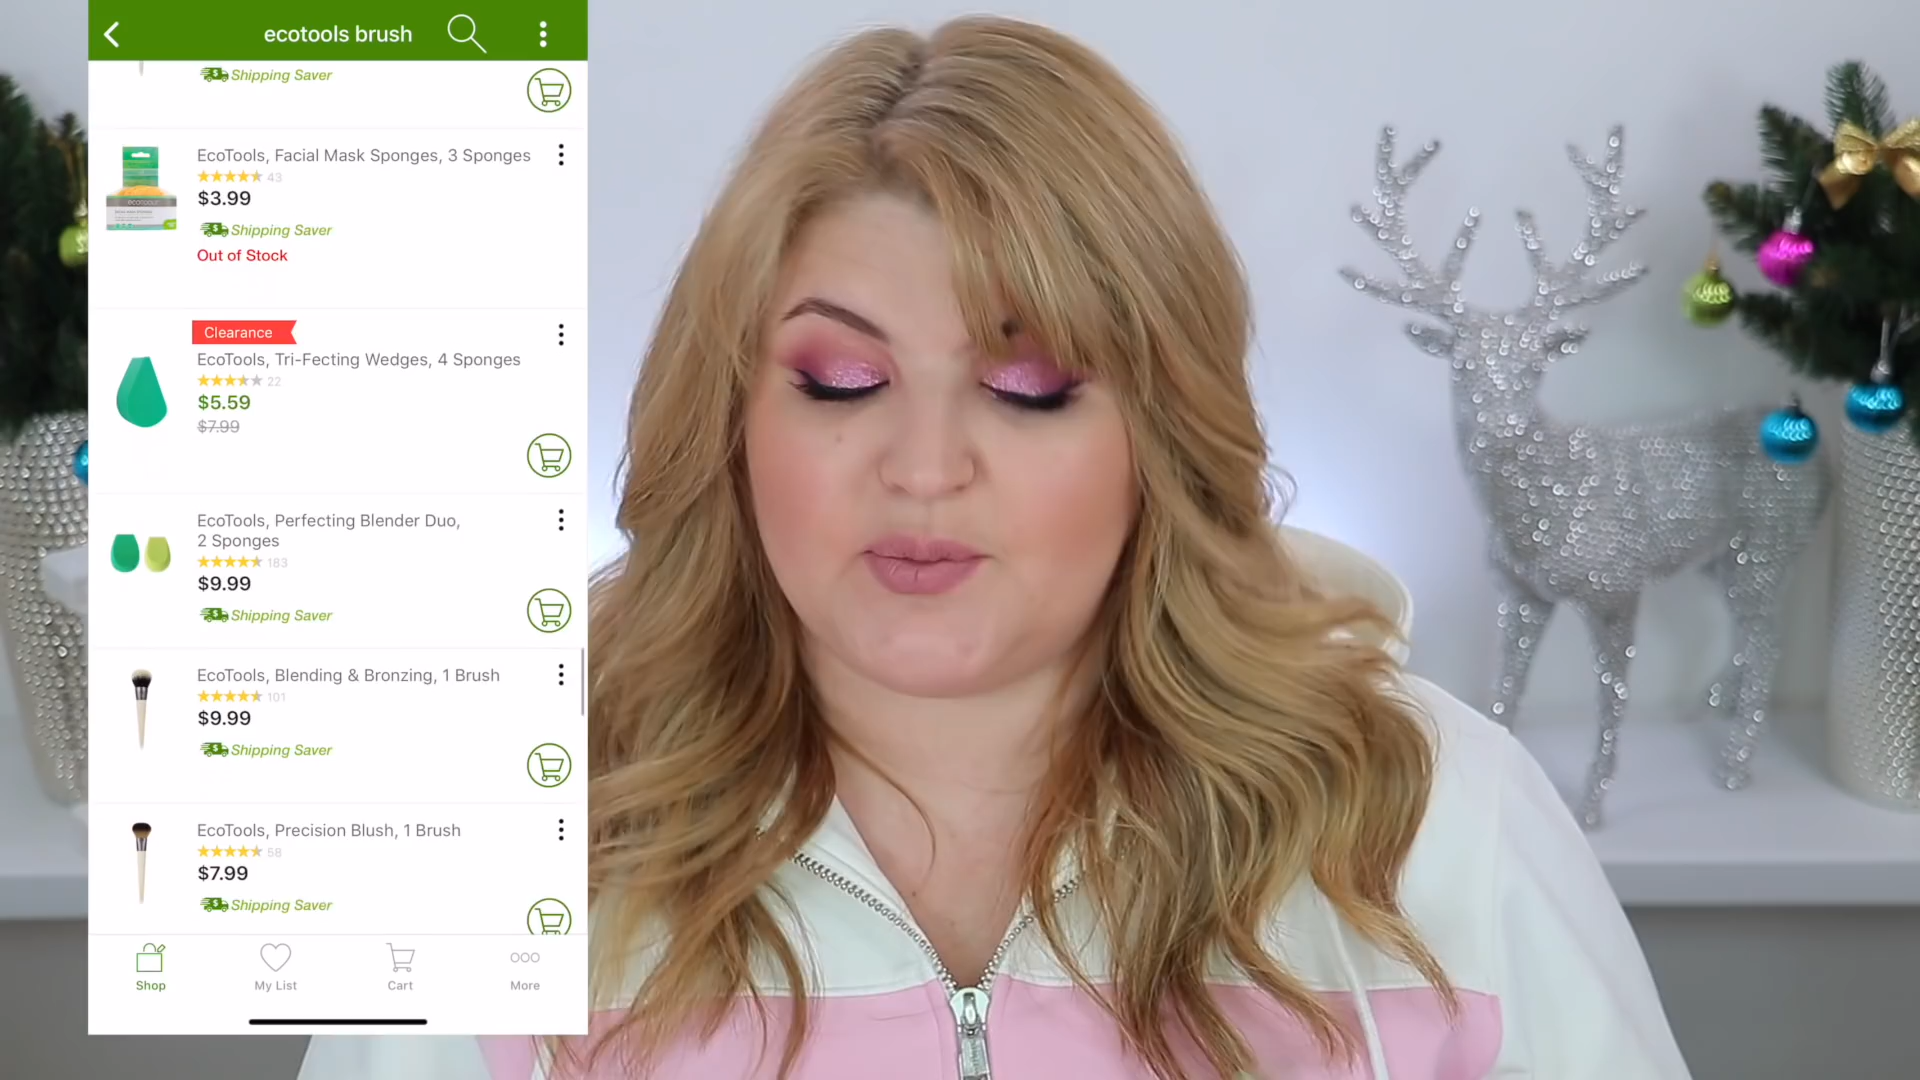 ecotools brush
Shipping Saver
EcoTools, Facial Mask Sponges, 3 Sponges
43
$3.99
Shipping Saver
Out of Stock
Clearance
EcoTools, Tri-Fecting Wedges, 4 Sponges
22
$5.59
$7.99
EcoTools, Perfecting Blender Duo,
2 Sponges
183
$9.99
Shipping Saver
EcoTools, Blending & Bronzing, 1 Brush
101
$9.99
Shipping Saver
EcoTools, Precision Blush, 1 Brush
58
$7.99
Shipping Saver
Shop
My List
Cart
More